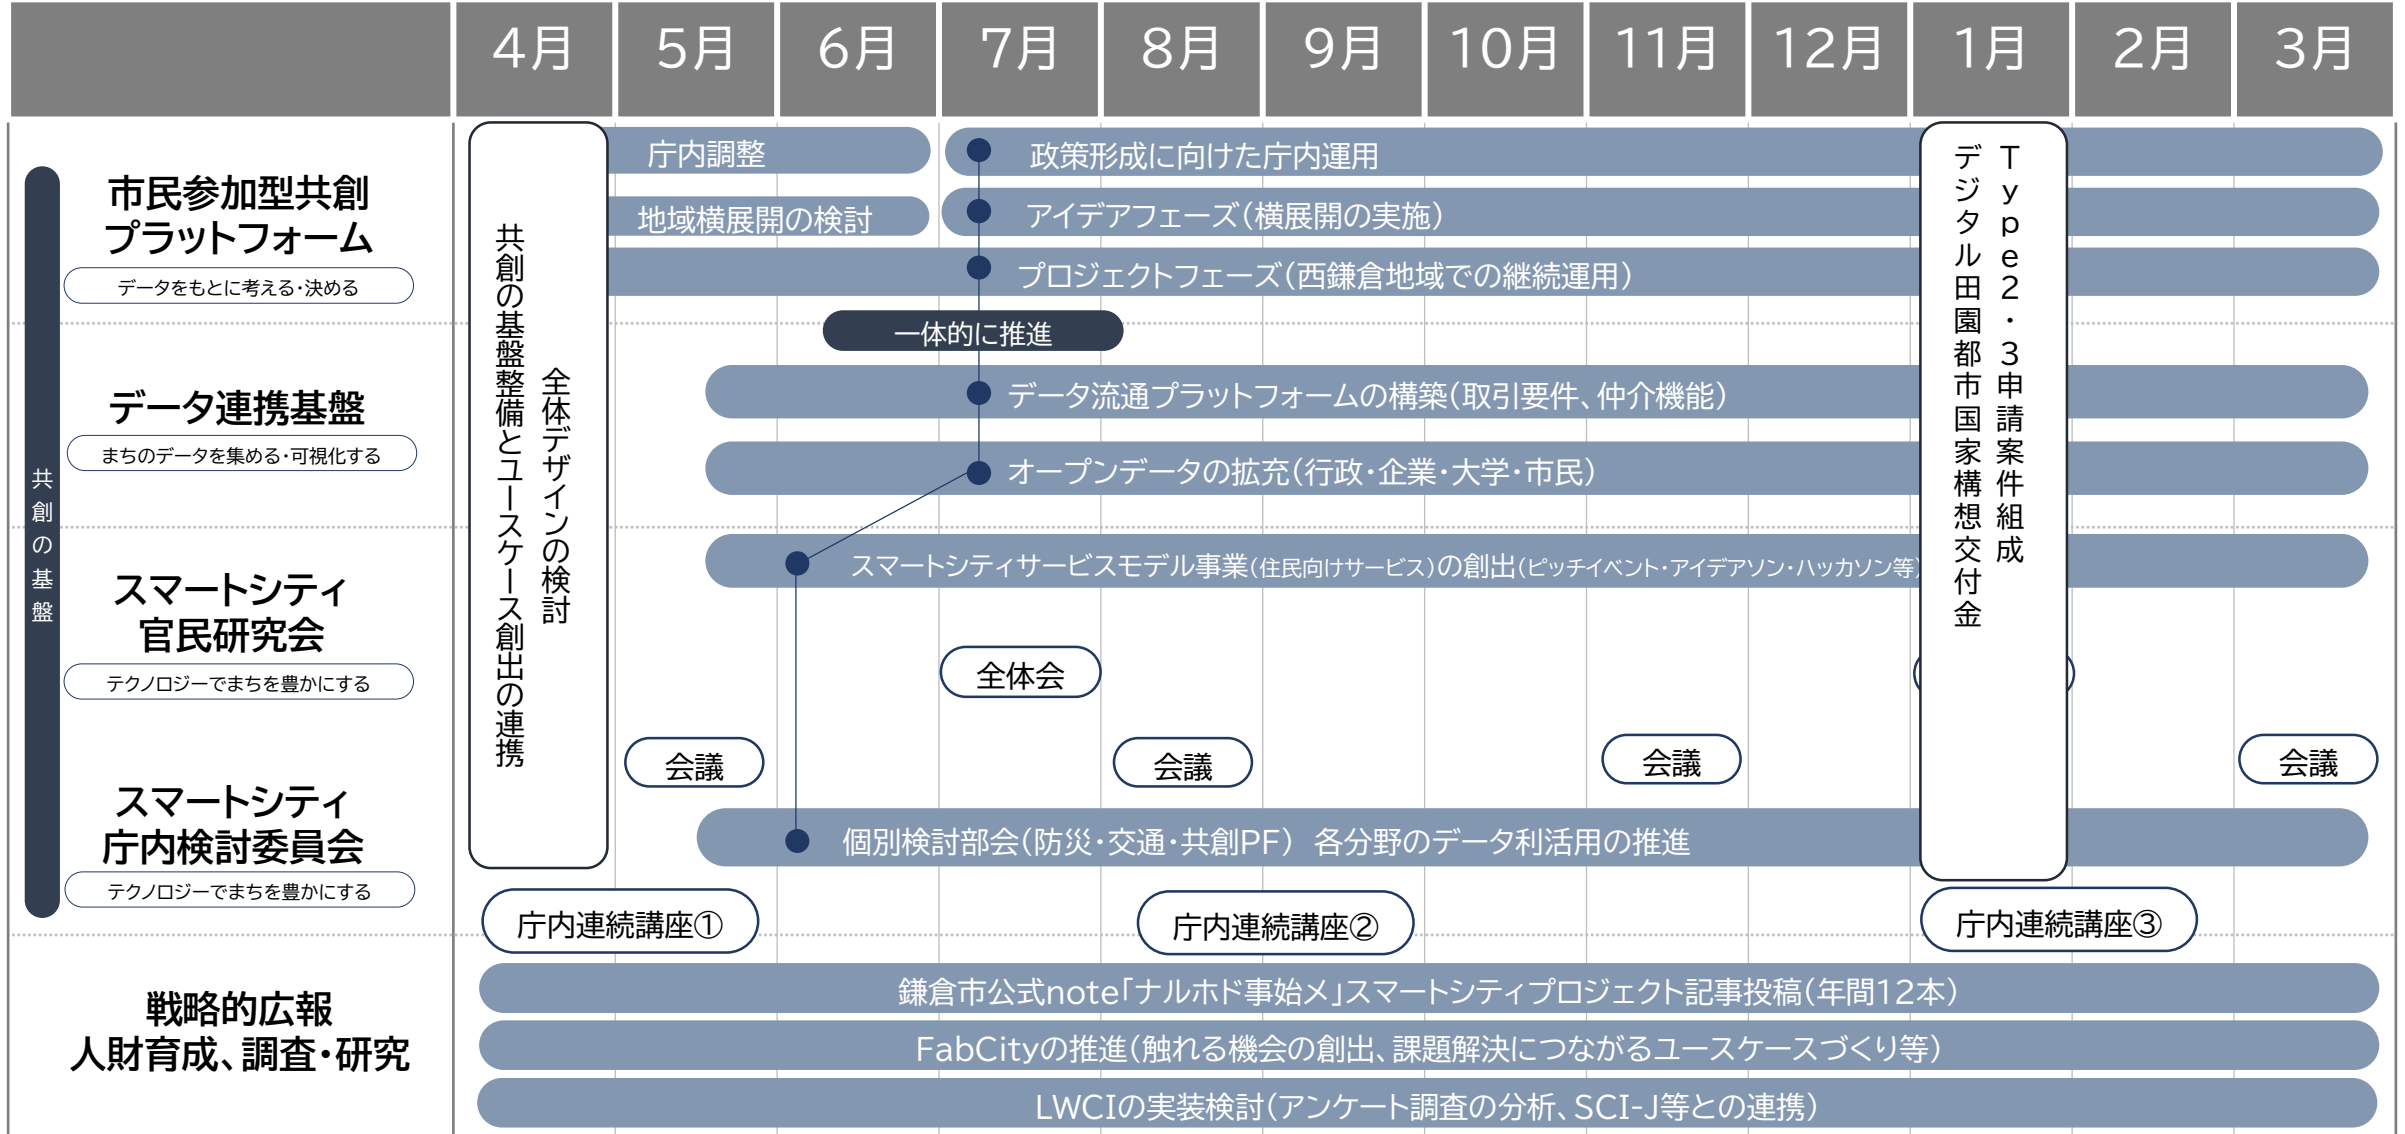 4月
5月
6月
7月
8月
9月
10月
11月
12月
1月
2月
3月
共創の基盤
市民参加型共創
プラットフォーム
データをもとに考える・決める
全体デザインの検討
共創の基盤整備とユースケース創出の連携
庁内調整
政策形成に向けた庁内運用
地域横展開の検討
アイデアフェーズ（横展開の実施）
プロジェクトフェーズ（西鎌倉地域での継続運用）
Type2・3申請案件組成
デジタル田園都市国家構想交付金
一体的に推進
データ連携基盤
まちのデータを集める・可視化する
データ流通プラットフォームの構築（取引要件、仲介機能）
オープンデータの拡充（行政・企業・大学・市民）
スマートシティ
官民研究会
テクノロジーでまちを豊かにする
スマートシティサービスモデル事業（住民向けサービス）の創出（ピッチイベント・アイデアソン・ハッカソン等）
全体会
会議
会議
会議
会議
スマートシティ
庁内検討委員会
テクノロジーでまちを豊かにする
個別検討部会（防災・交通・共創PF） 各分野のデータ利活用の推進
庁内連続講座①
庁内連続講座②
庁内連続講座③
戦略的広報
人財育成、調査・研究
鎌倉市公式note「ナルホド事始メ」スマートシティプロジェクト記事投稿（年間12本）
FabCityの推進（触れる機会の創出、課題解決につながるユースケースづくり等）
LWCIの実装検討（アンケート調査の分析、SCI-J等との連携）